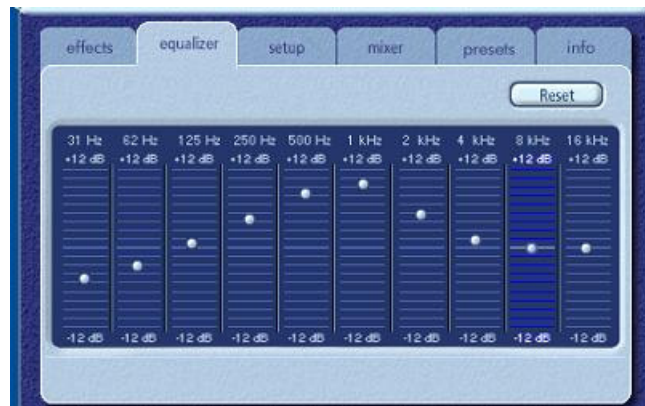 effects equalizer setup mixer presets info
Reset
31 Hz 62 Hz 125 Hz 250 Hz 500 Hz 1 kHz 2 kHz 4 kHz 8 kHz 16 kHz
+12 dB +12 dB +12 dB +12 dB +12 dB +12 dB +12 dB +12 dB +12 dB +12 dB
-12 dB -12 dB -12 dB -12 dB -12 dB -12 dB -12 dB -12 dB -12 dB -12 dB